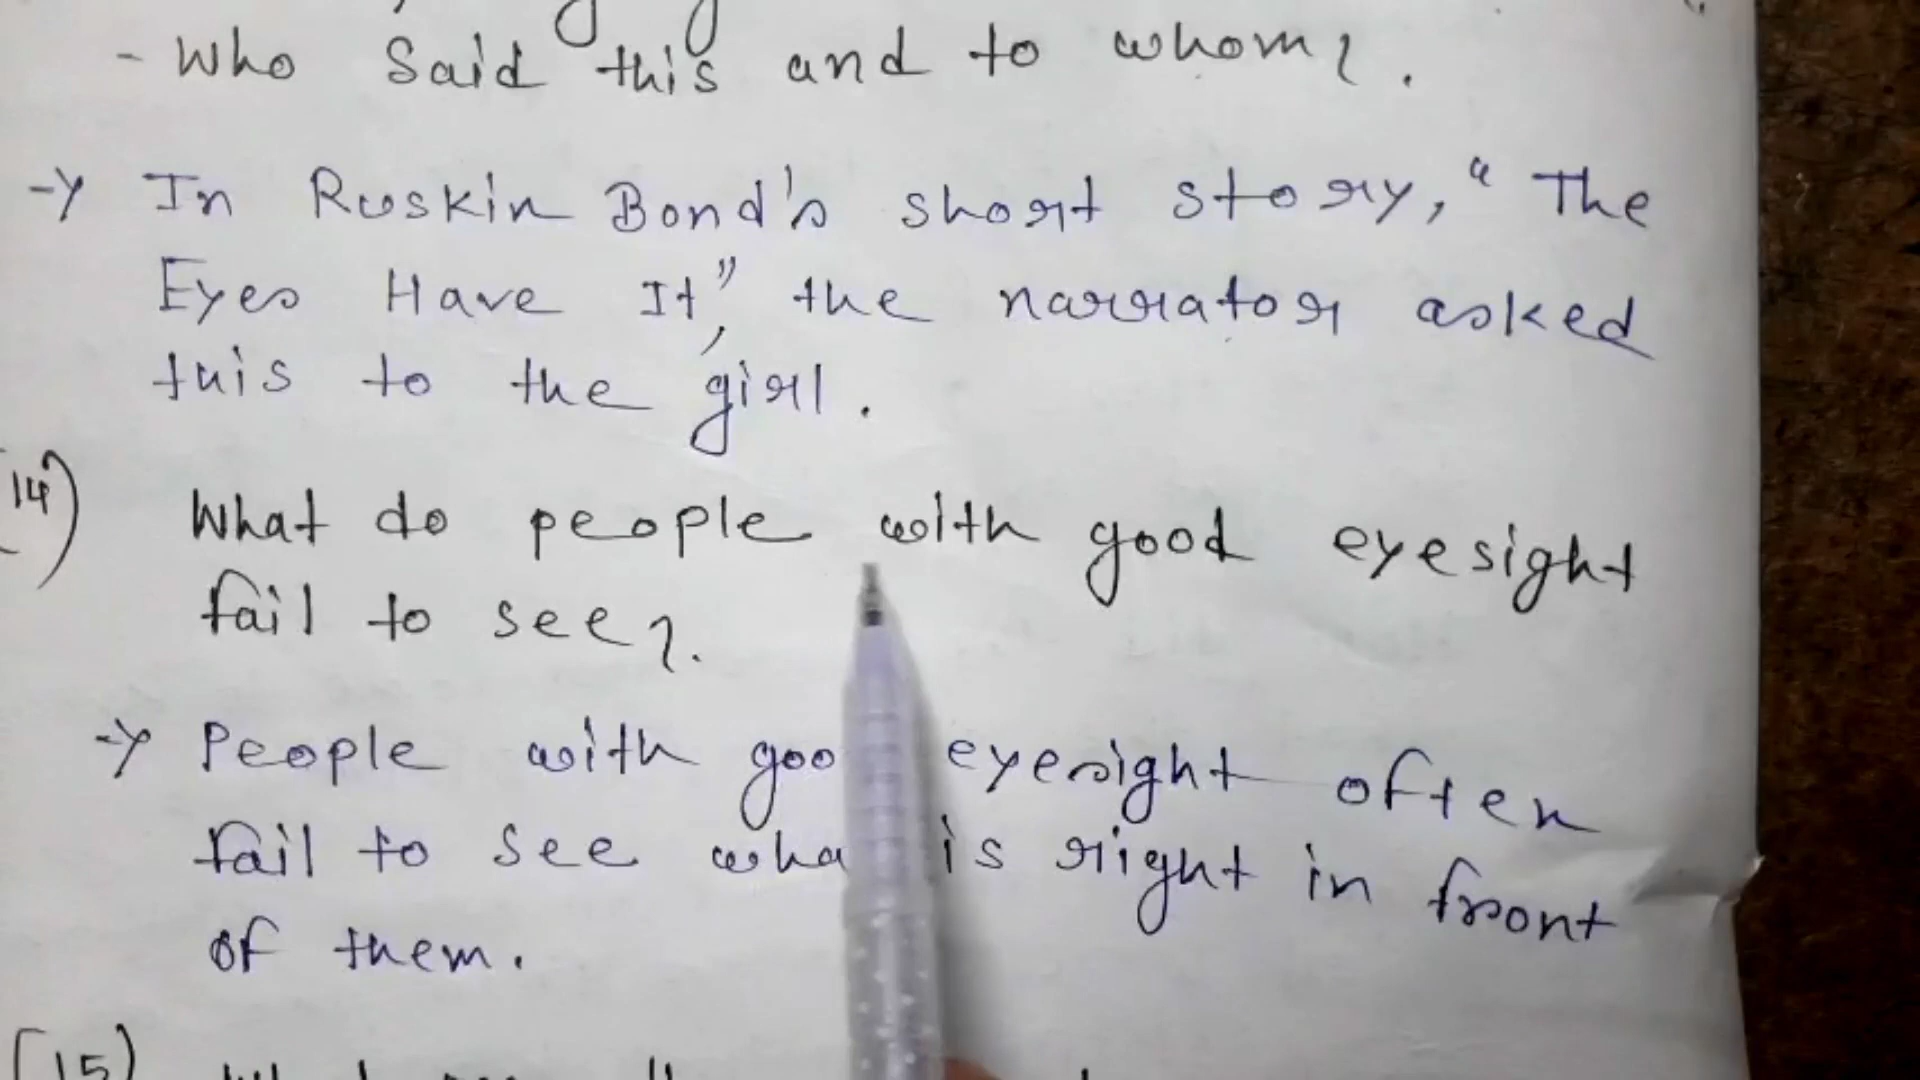 - Who said this and to whom?.
→ In Ruskin Bond's short story, "The
Eyes Have It", the narrator asked
this to the girl.
(14) What do people with good eyesight
fail to see?.
→ People with goo eyesight often
fail to see wha is right in front
of them.
(15)